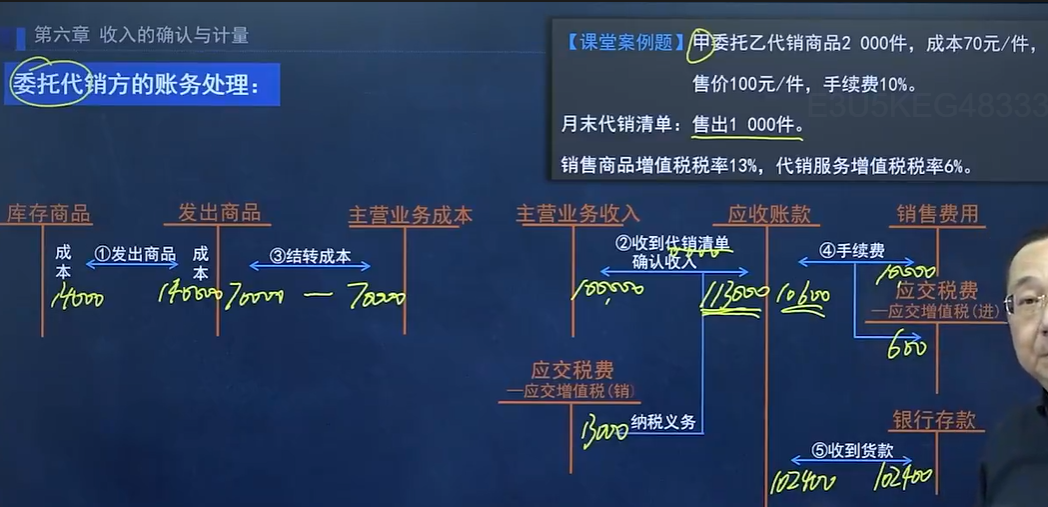 第六章 收入的确认与计量
委托代销方的账务处理:
【课堂案例题】甲委托乙代销商品2 000件，成本70元/件，
售价100元/件，手续费10%。
E3U5KEG48333
月末代销清单：售出1 000件。
销售商品增值税税率13%，代销服务增值税税率6%。
库存商品
发出商品
主营业务成本
主营业务收入
应收账款
销售费用
成本
①发出商品
成本
③结转成本
②收到代销清单
确认收入
④手续费
14000
140000
70000
70000
100,000
113000
10600
10,000
应交税费
—应交增值税(进)
600
应交税费
—应交增值税(销)
13000
纳税义务
银行存款
⑤收到货款
102400
102400